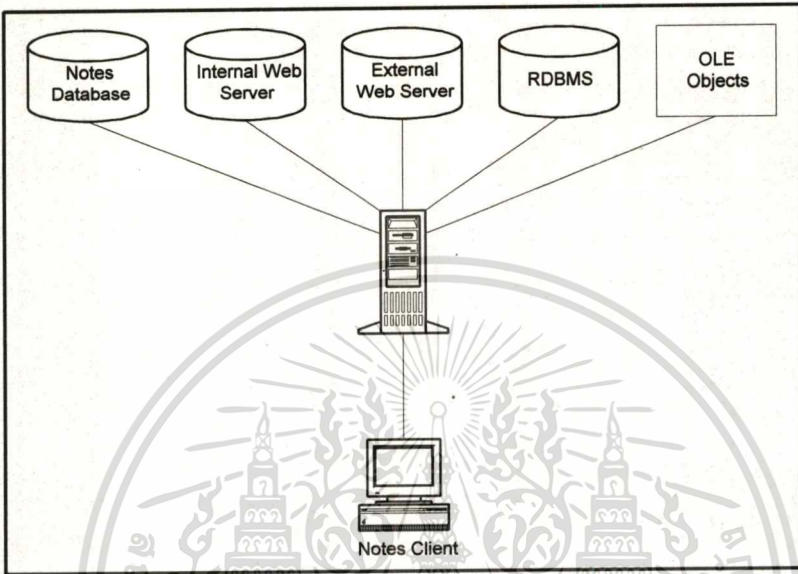 Notes
Database
Internal Web
Server
External
Web Server
RDBMS
OLE
Objects
Notes Client